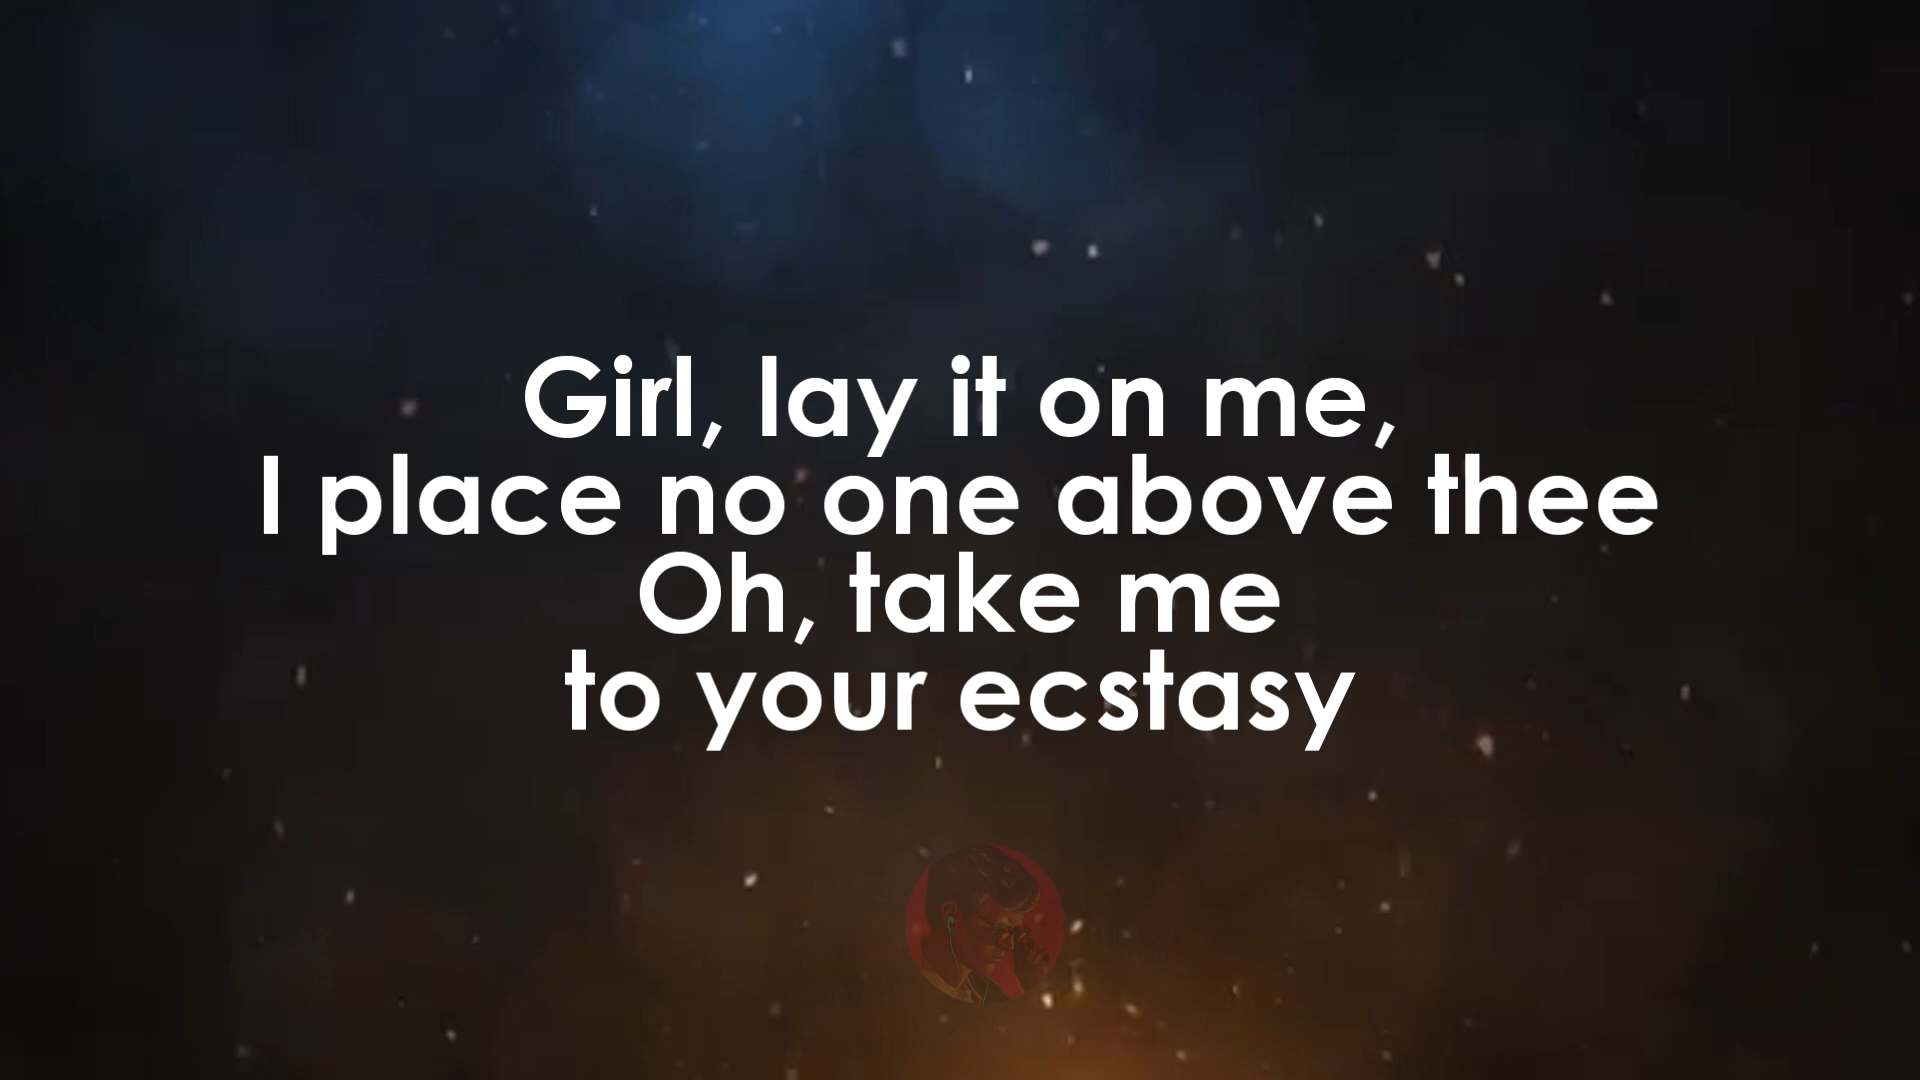 Girl, lay it on me,
I place no one above thee
Oh, take me
to your ecstasy